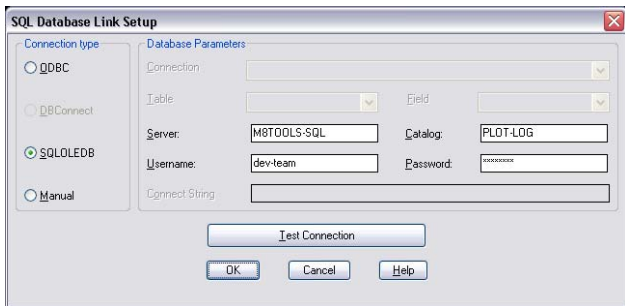 SQL Database Link Setup
Connection type
Database Parameters
ODBC
Connection
DBConnect
Table
Field
Server:
M8TOOLS-SQL
Catalog:
PLOT-LOG
SQLOLEDB
Username:
dev-team
Password:
xxxxxxxx
Manual
Connect String
Test Connection
OK
Cancel
Help